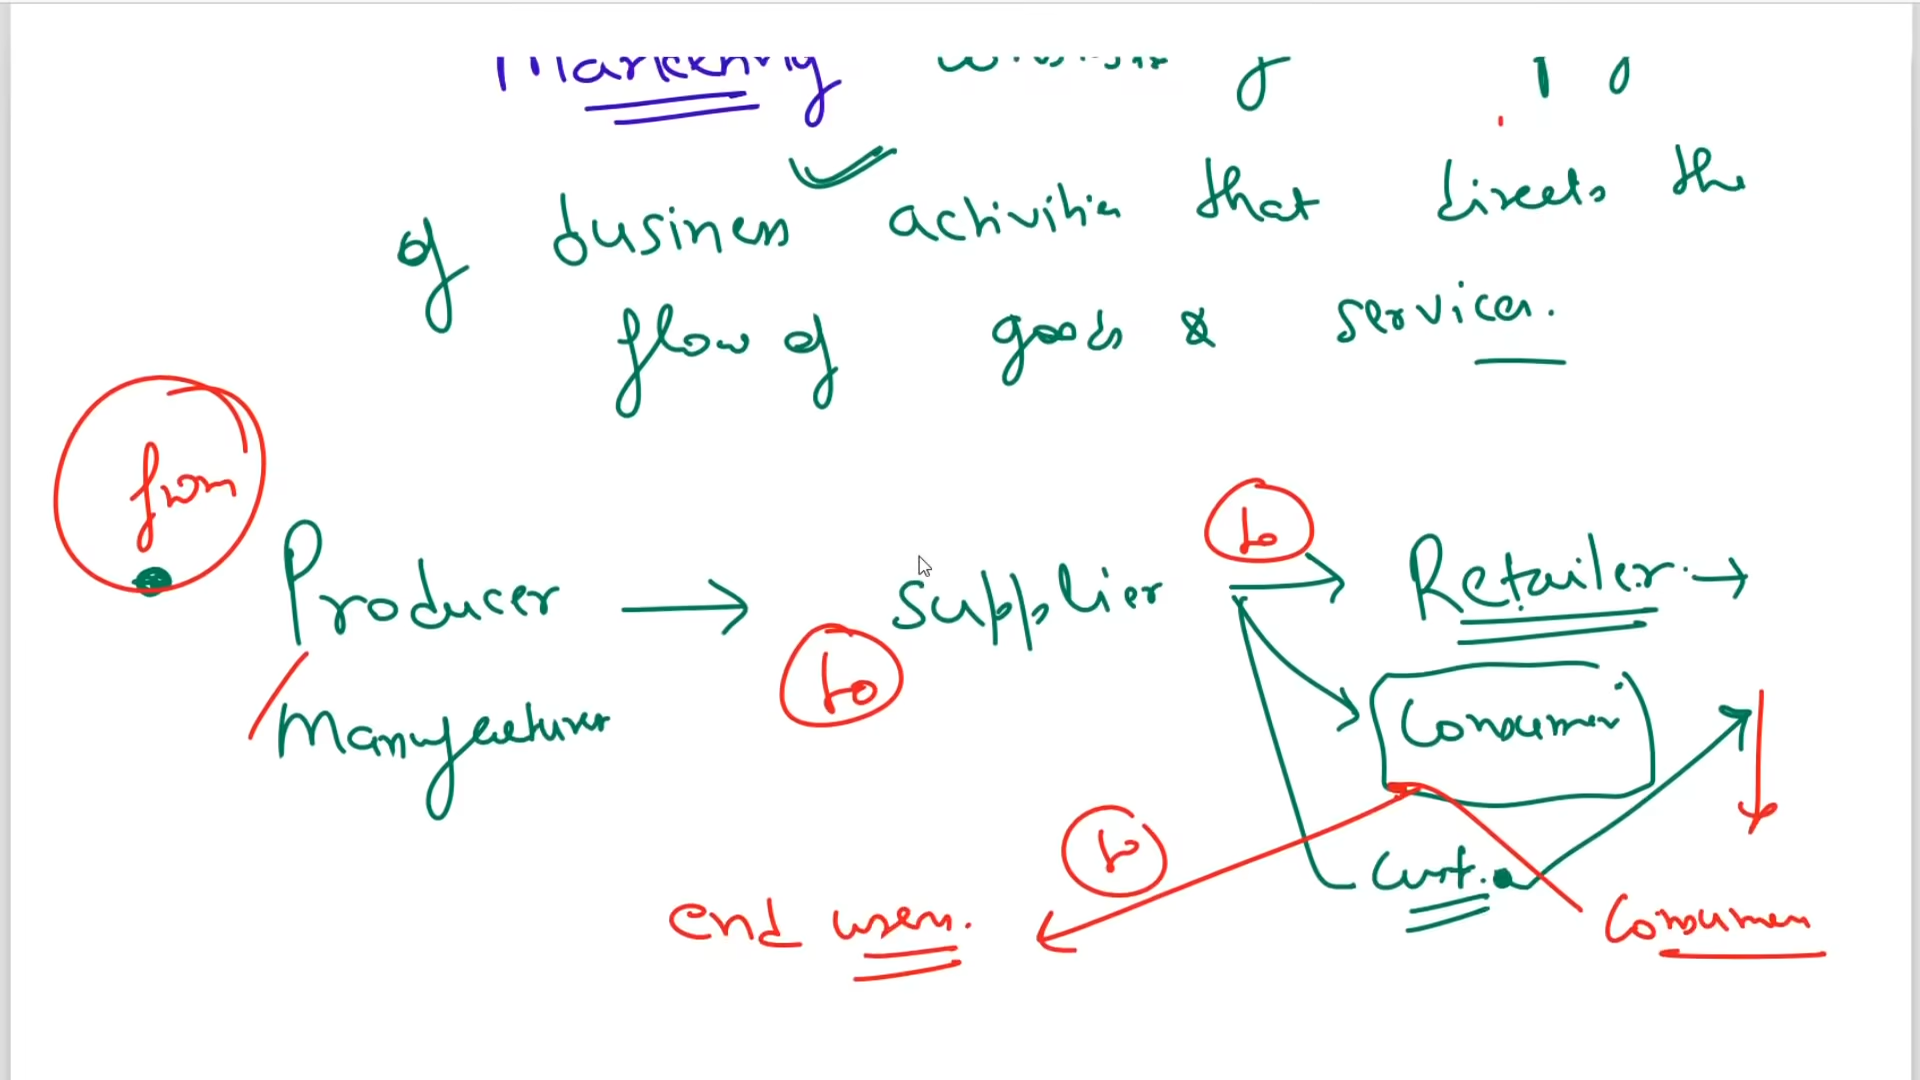 Marketing
of business activities that directs the
flow of goods & services.
from
to
Producer → supplier → Retailer →
to
Manufacturer
Consumer
to
Cust.
end users.
Consumers